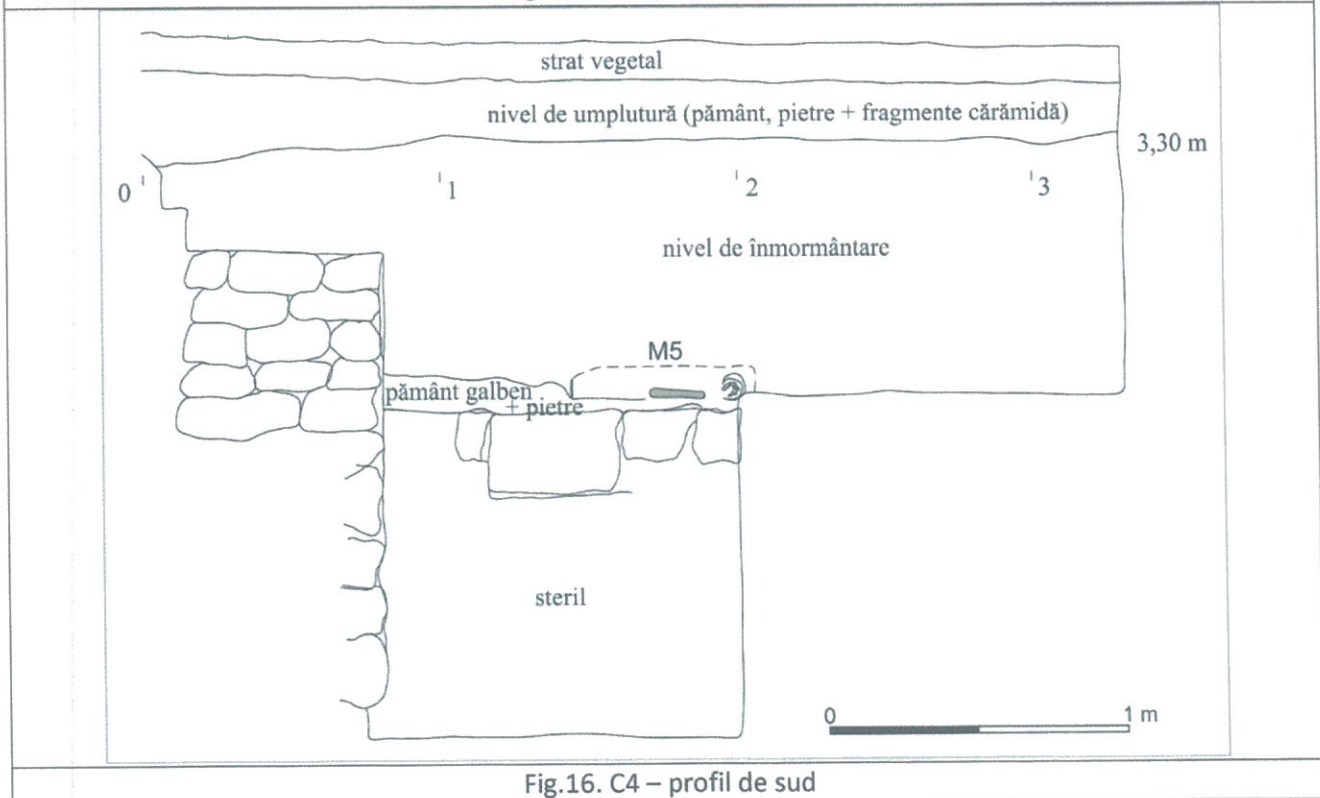 strat vegetal
nivel de umplutură (pământ, pietre + fragmente cărămidă)
3,30 m
0 1 2 3
nivel de înmormântare
M5
pământ galben
+ pietre
steril
0 1 m
Fig.16. C4 – profil de sud